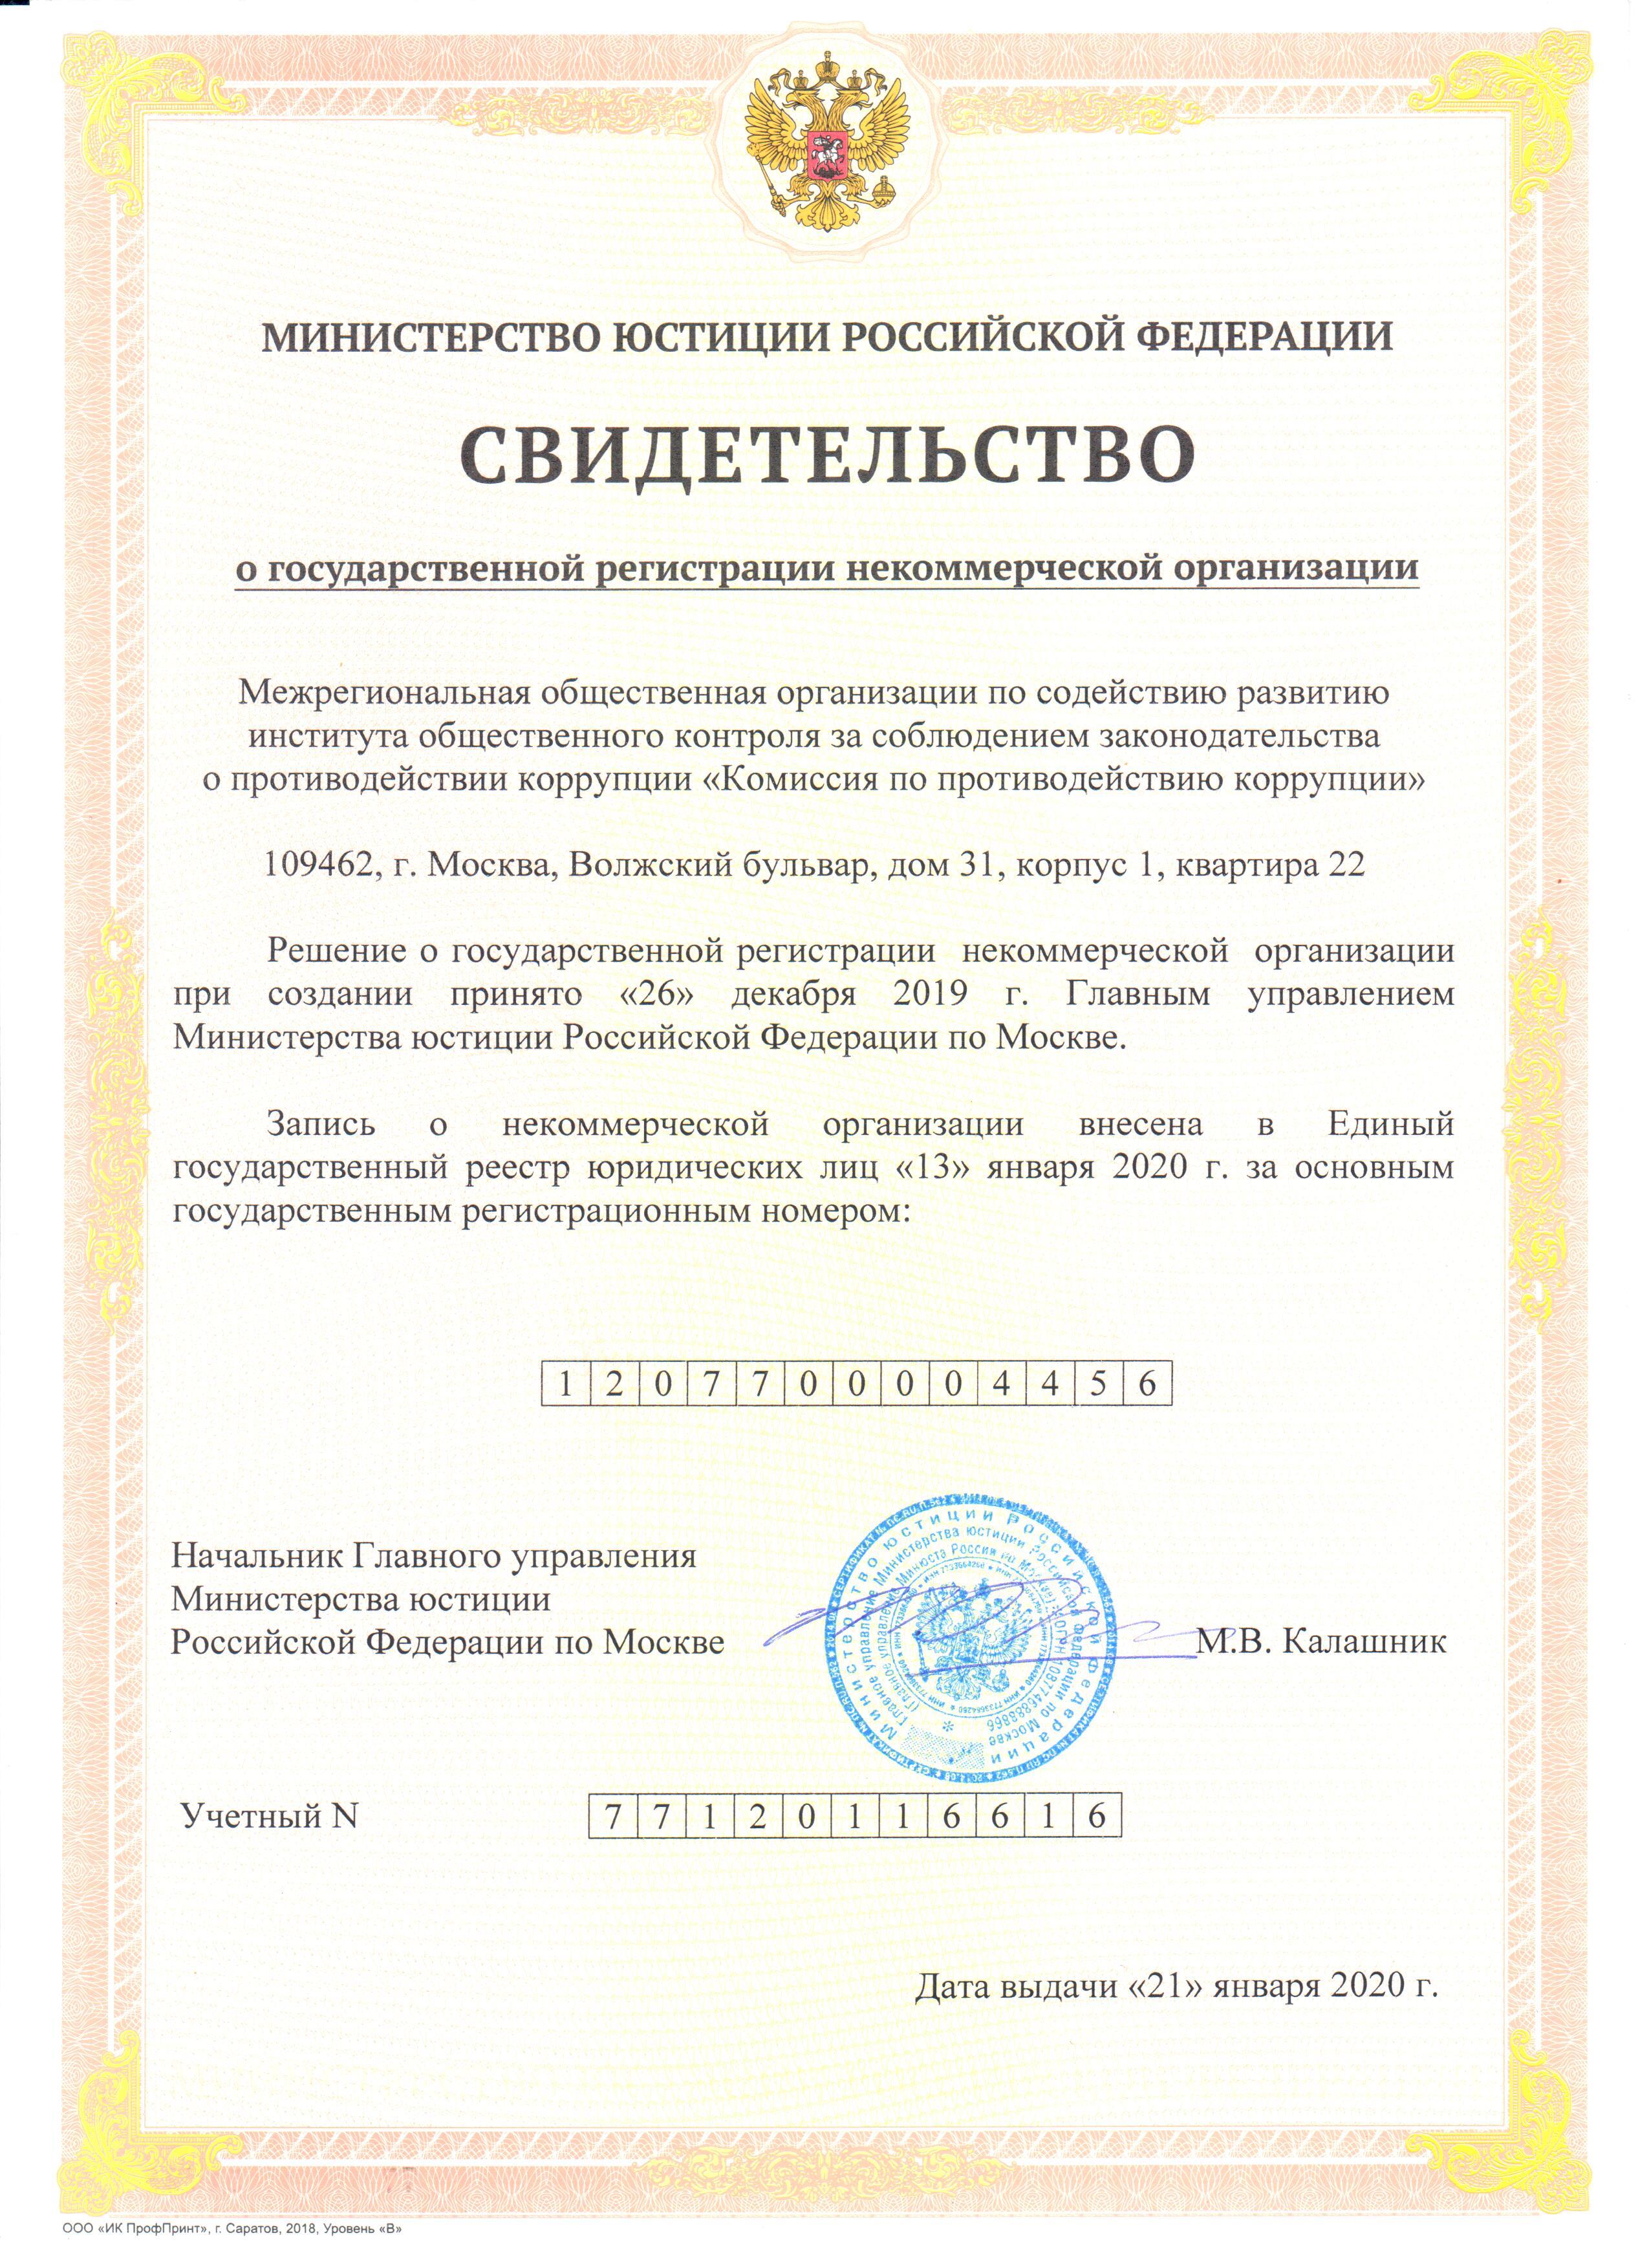 МИНИСТЕРСТВО ЮСТИЦИИ РОССИЙСКОЙ ФЕДЕРАЦИИ
СВИДЕТЕЛЬСТВО
о государственной регистрации некоммерческой организации
Межрегиональная общественная организации по содействию развитию
института общественного контроля за соблюдением законодательства
о противодействии коррупции «Комиссия по противодействию коррупции»
109462, г. Москва, Волжский бульвар, дом 31, корпус 1, квартира 22
Решение о государственной регистрации некоммерческой организации
при создании принято «26» декабря 2019 г. Главным управлением
Министерства юстиции Российской Федерации по Москве.
Запись о некоммерческой организации внесена в Единый
государственный реестр юридических лиц «13» января 2020 г. за основным
государственным регистрационным номером:
1 2 0 7 7 0 0 0 0 4 4 5 6
Начальник Главного управления
Министерства юстиции
Российской Федерации по Москве
М.В. Калашник
Министерство юстиции Российской Федерации
Главное управление Министерства юстиции Российской Федерации по Москве
Учетный N
7 7 1 2 0 1 1 6 6 1 6
Дата выдачи «21» января 2020 г.
ООО «ИК ПрофПринт», г. Саратов, 2018, Уровень «В»